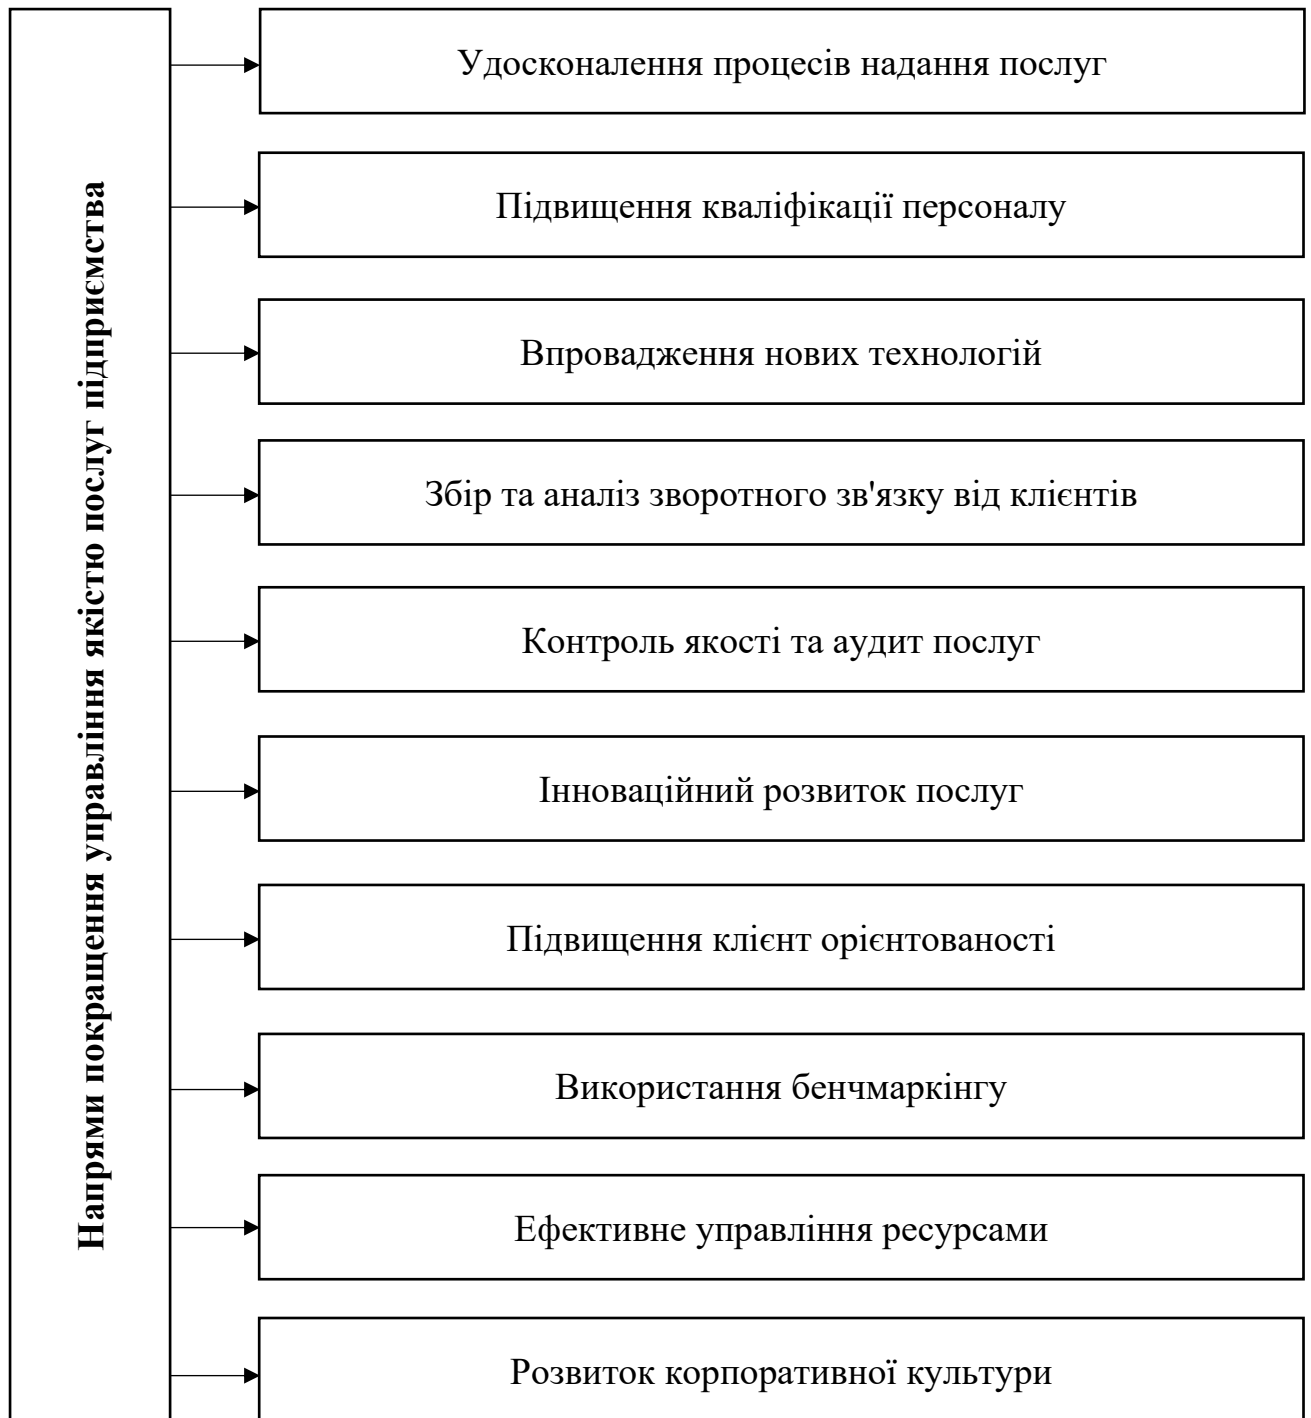 Напрями покращення управління якістю послуг підприємства
Удосконалення процесів надання послуг
Підвищення кваліфікації персоналу
Впровадження нових технологій
Збір та аналіз зворотного зв'язку від клієнтів
Контроль якості та аудит послуг
Інноваційний розвиток послуг
Підвищення клієнт орієнтованості
Використання бенчмаркінгу
Ефективне управління ресурсами
Розвиток корпоративної культури